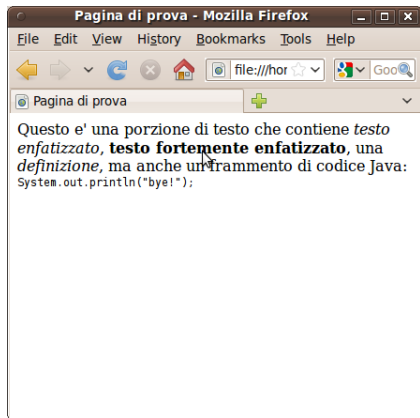 Pagina di prova - Mozilla Firefox
File Edit View History Bookmarks Tools Help
file:///hor Goo
Pagina di prova
Questo e' una porzione di testo che contiene testo
enfatizzato, testo fortemente enfatizzato, una
definizione, ma anche un frammento di codice Java:
System.out.println("bye!");